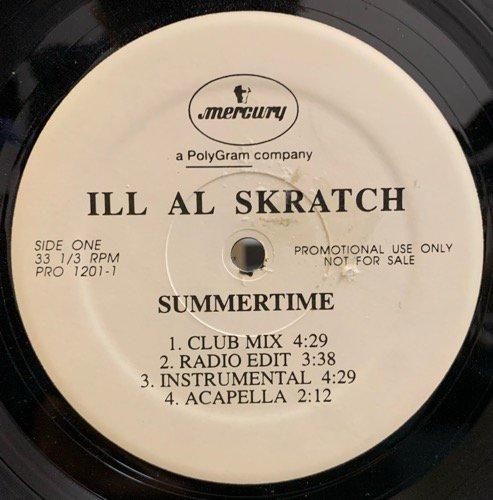 mercury
a PolyGram company
ILL AL SKRATCH
SIDE ONE
33 1/3 RPM
PRO 1201-1
PROMOTIONAL USE ONLY
NOT FOR SALE
SUMMERTIME
1. CLUB MIX 4:29
2. RADIO EDIT 3:38
3. INSTRUMENTAL 4:29
4. ACAPELLA 2:12